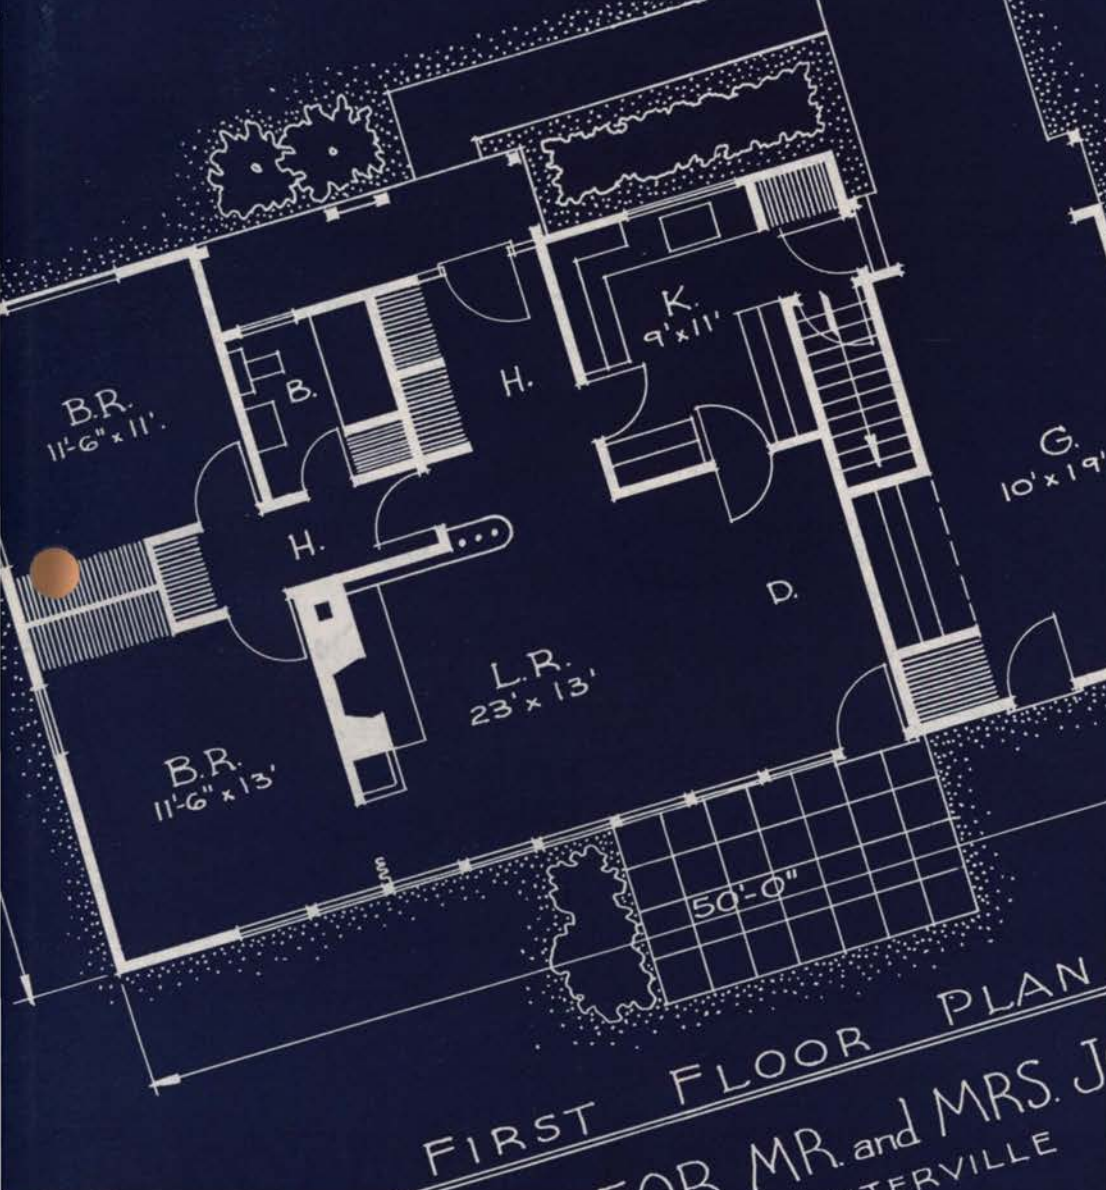 K.
9'x11'
B.R.
11'-6" x 11'.
B.
H.
G.
10'x19'
H.
D.
L.R.
23'x 13'
B.R.
11'-6" x 13'
50'-0"
FIRST FLOOR PLAN
MR. and MRS. J